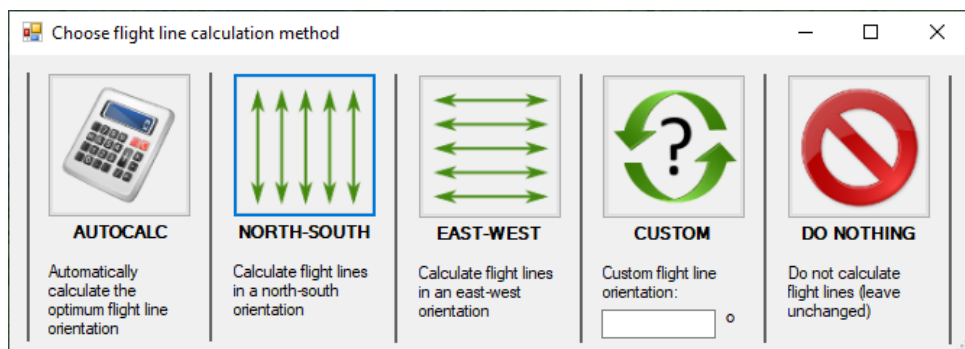 Choose flight line calculation method
?
AUTOCALC
Automatically
calculate the
optimum flight line
orientation
NORTH-SOUTH
Calculate flight lines
in a north-south
orientation
EAST-WEST
Calculate flight lines
in an east-west
orientation
CUSTOM
Custom flight line
orientation:
°
DO NOTHING
Do not calculate
flight lines (leave
unchanged)